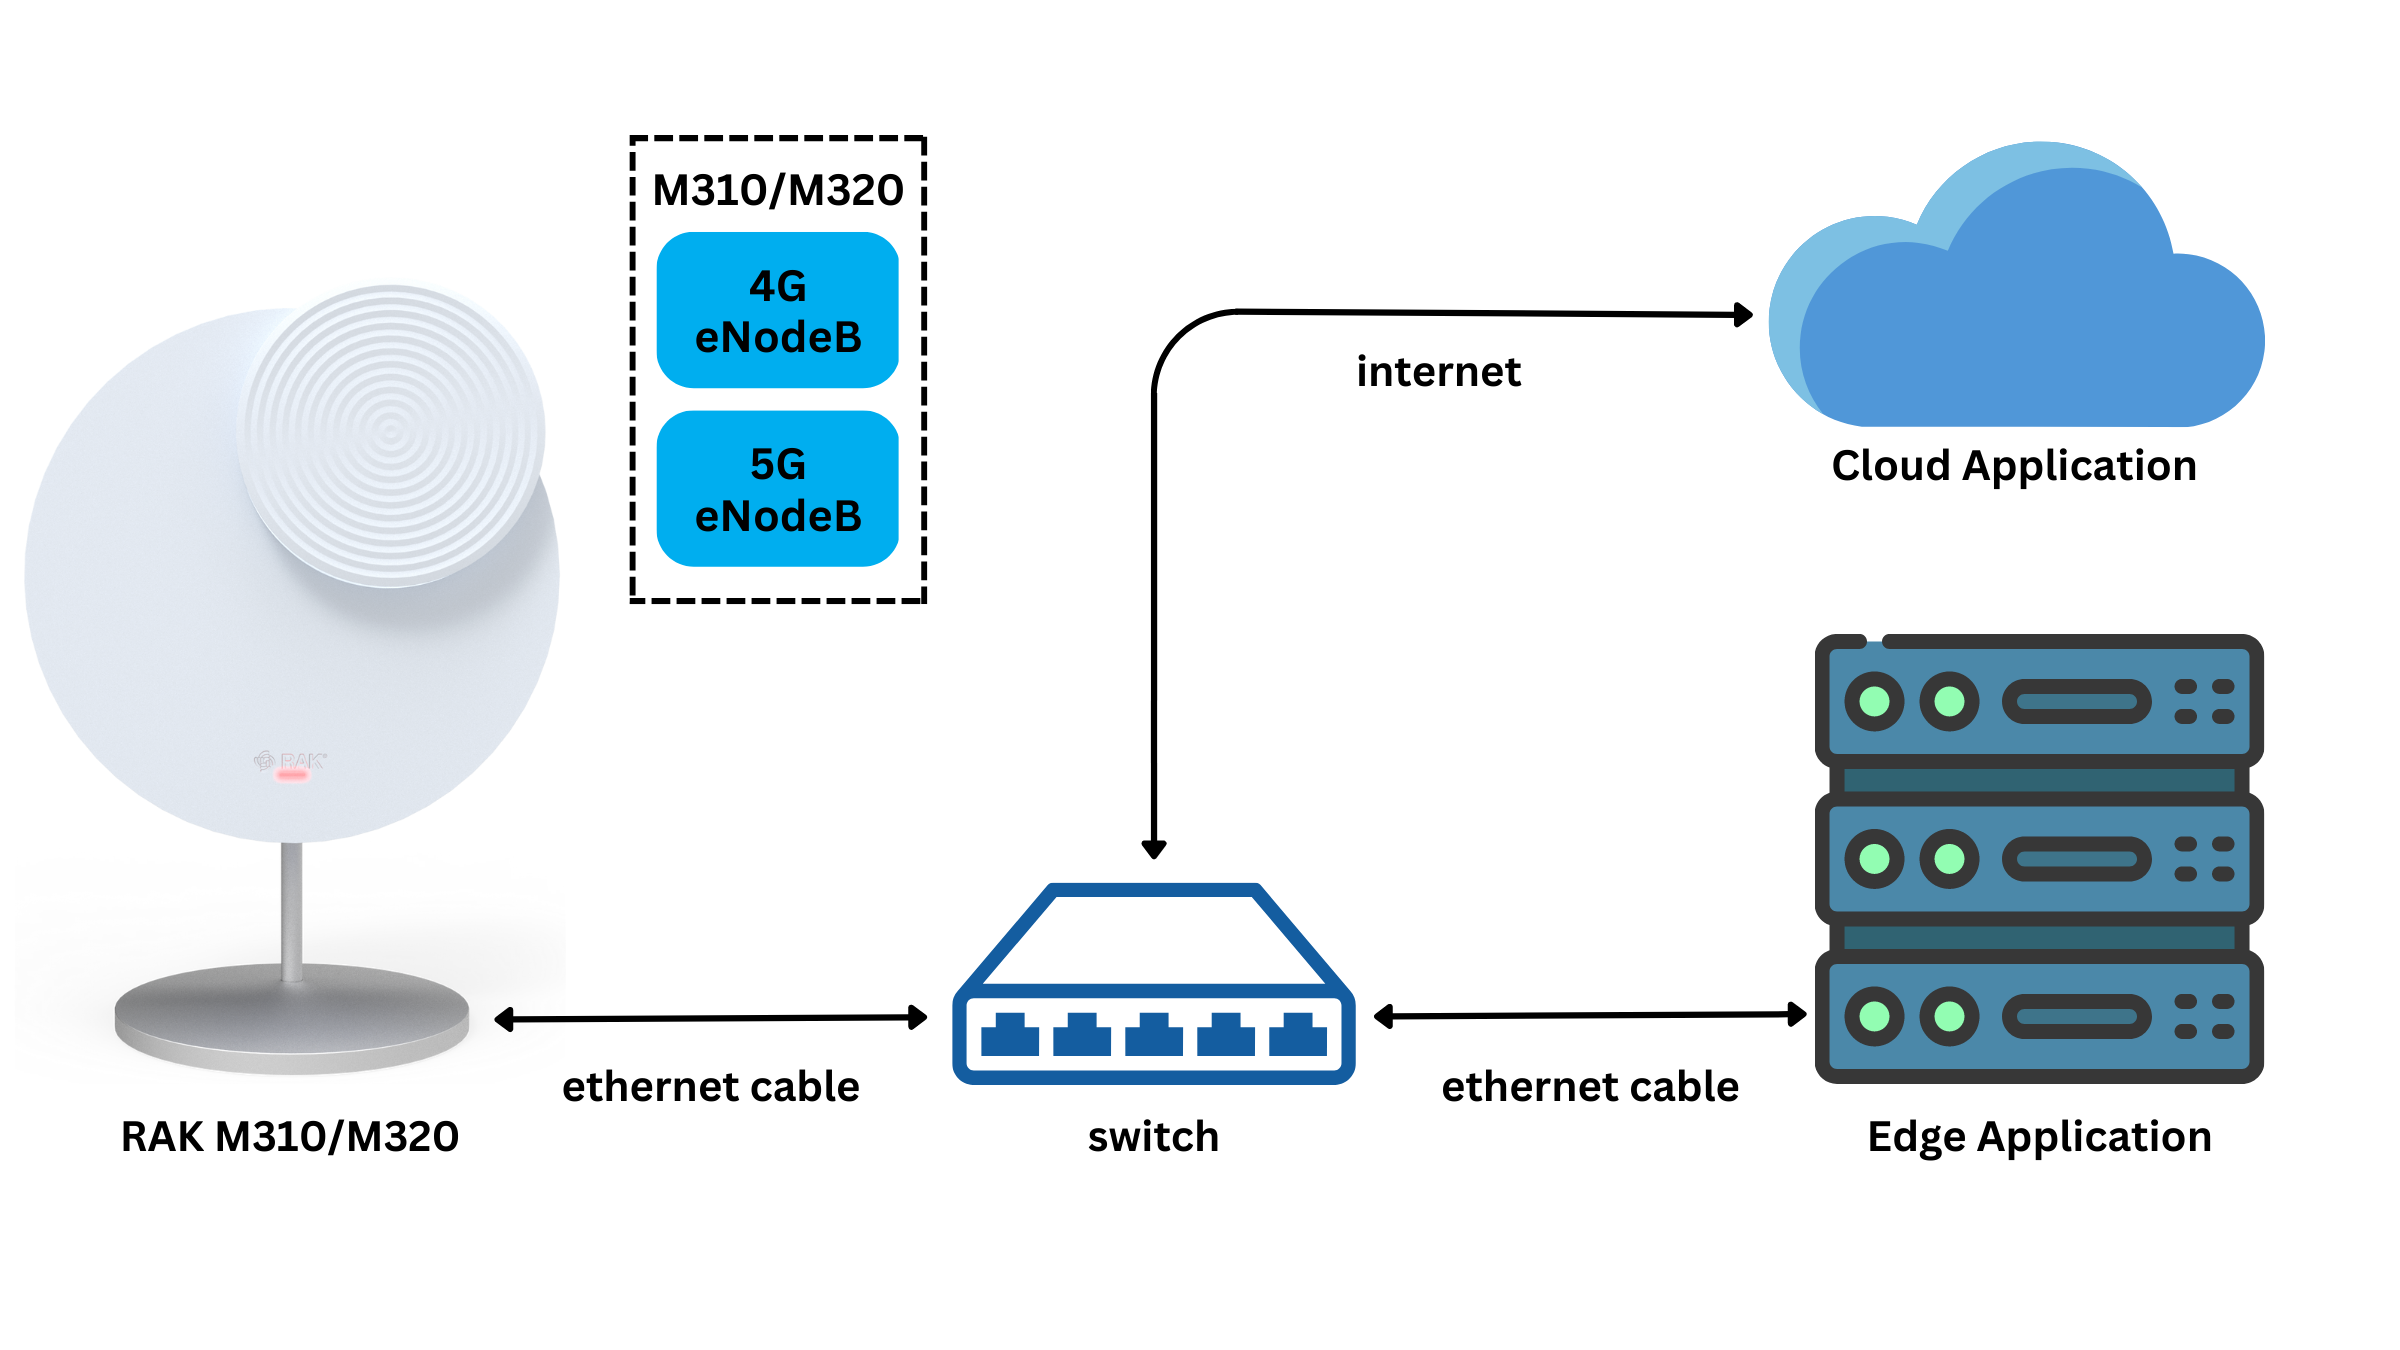 M310/M320
4G
eNodeB
5G
eNodeB
internet
Cloud Application
RAK
ethernet cable
ethernet cable
RAK M310/M320
switch
Edge Application